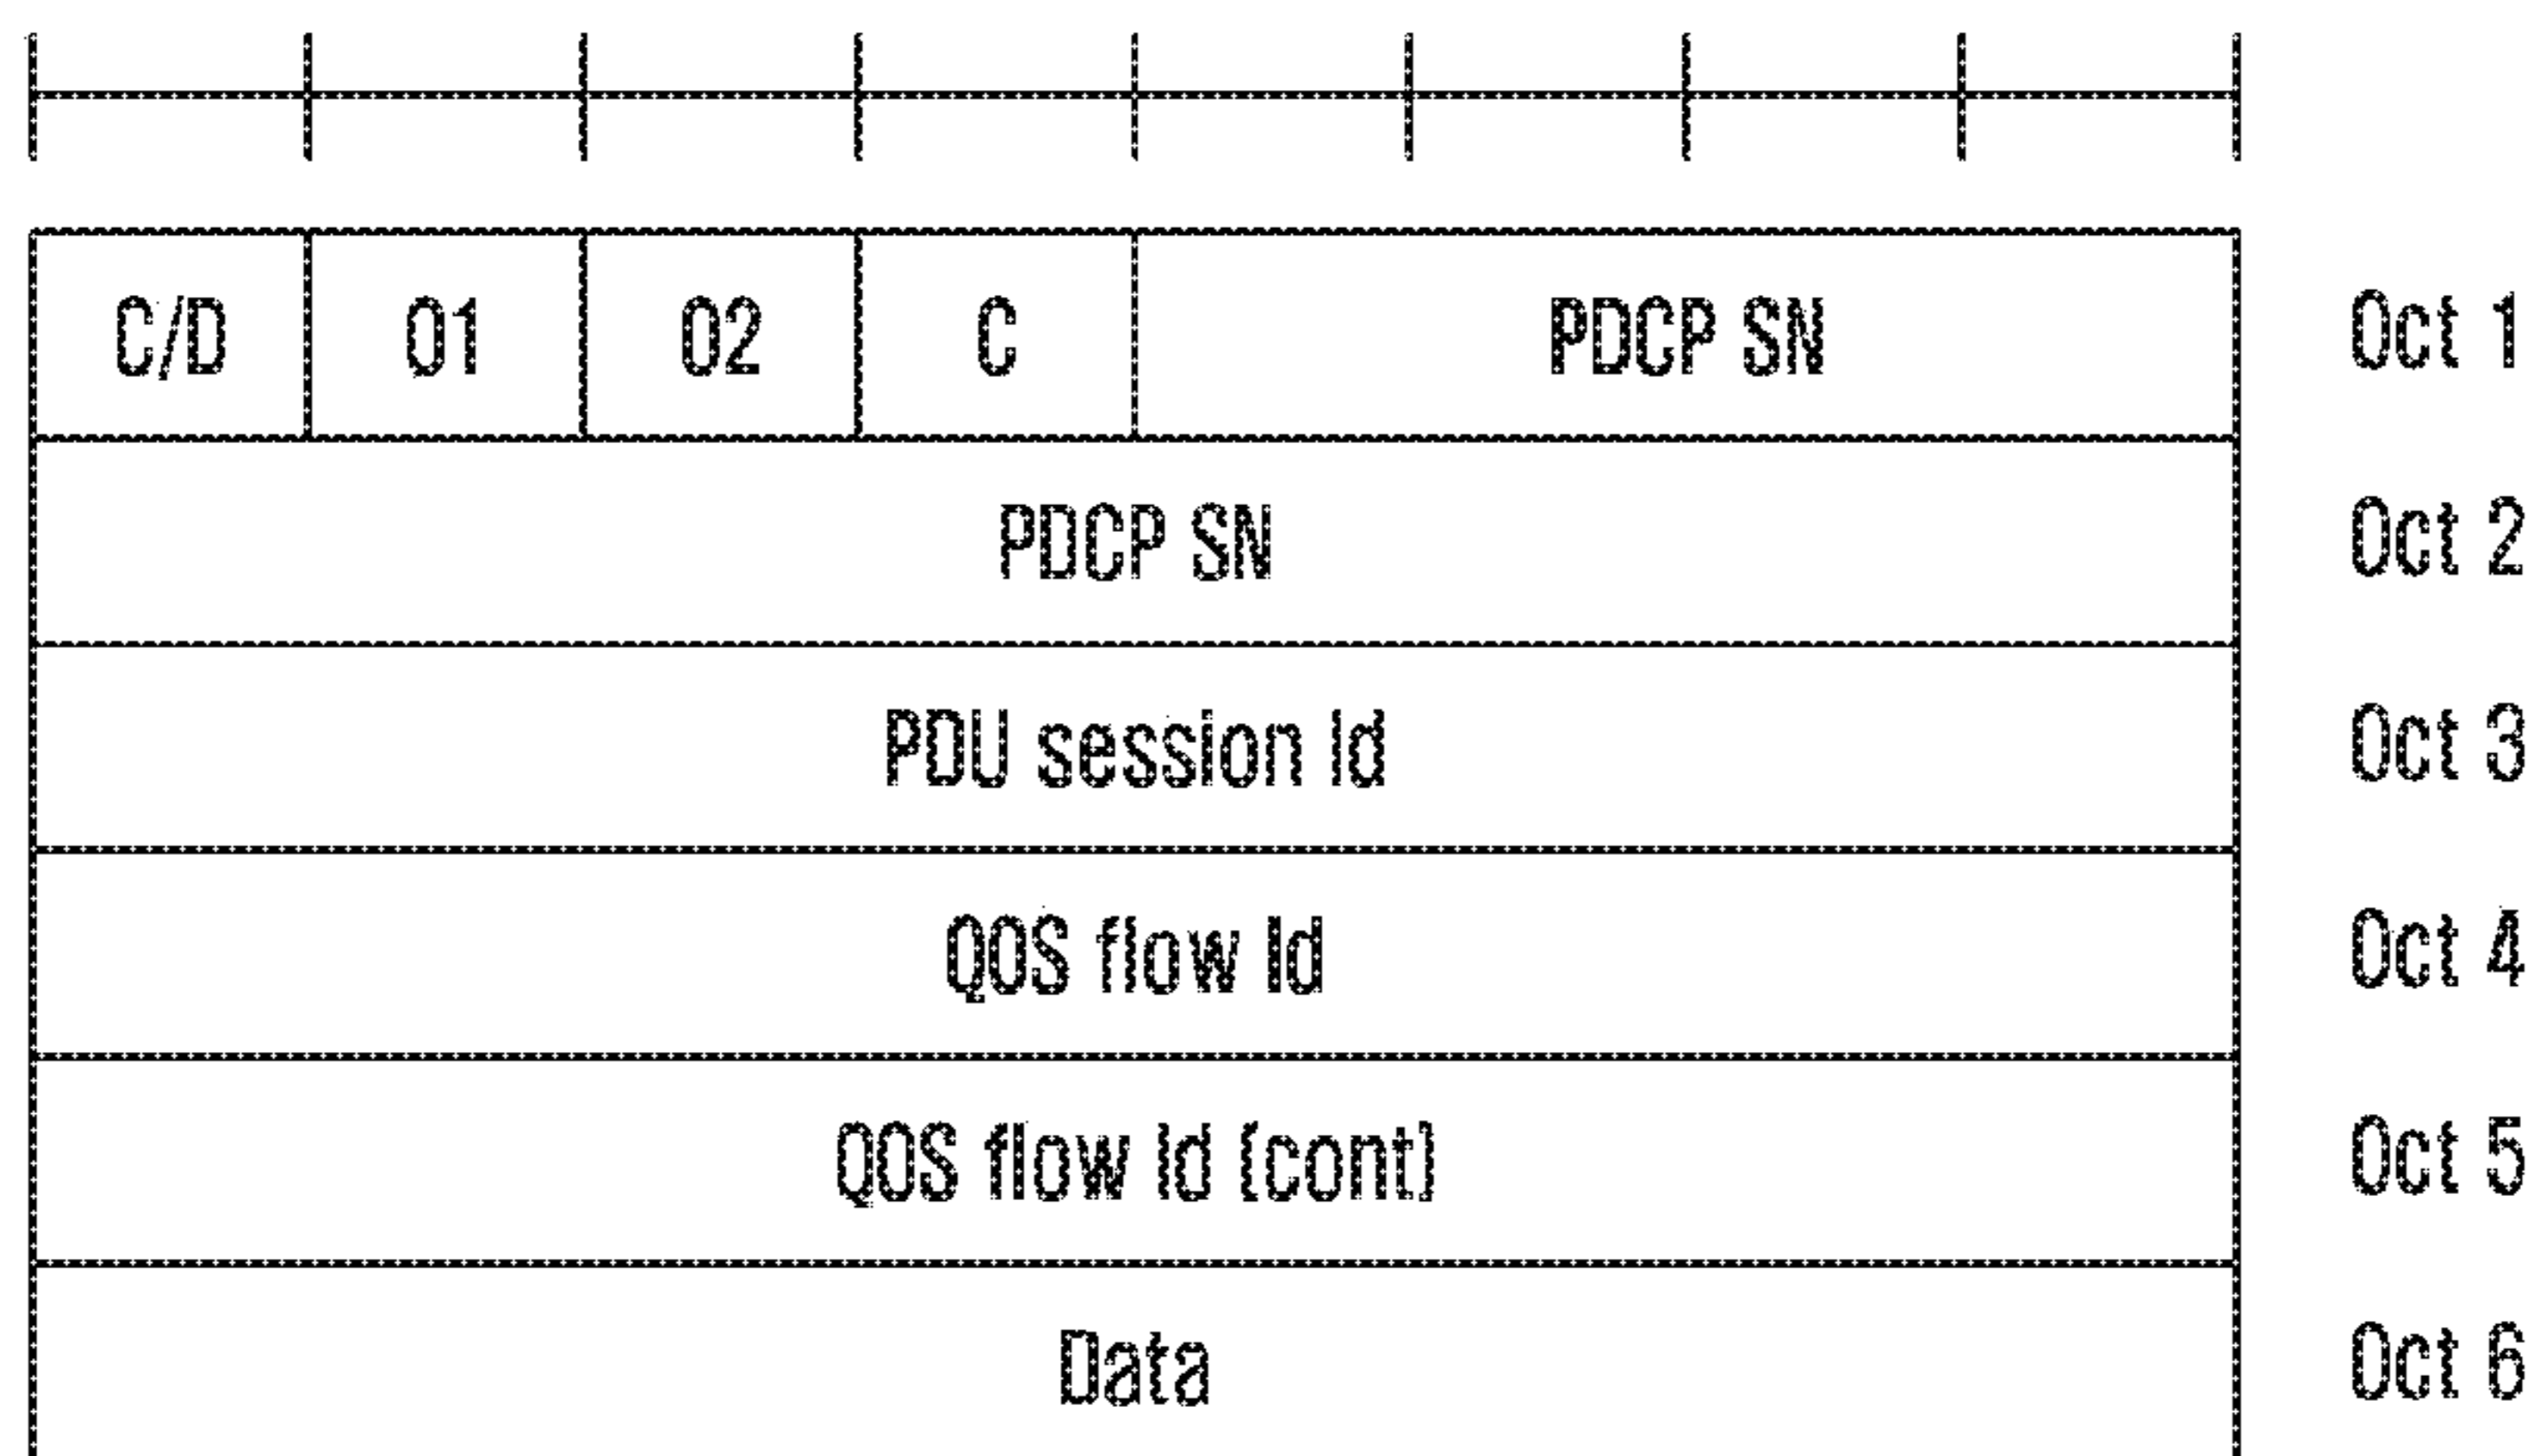 C/D O1 O2 C PDCP SN Oct 1
PDCP SN Oct 2
PDU session Id Oct 3
QOS flow Id Oct 4
QOS flow Id (cont) Oct 5
Data Oct 6